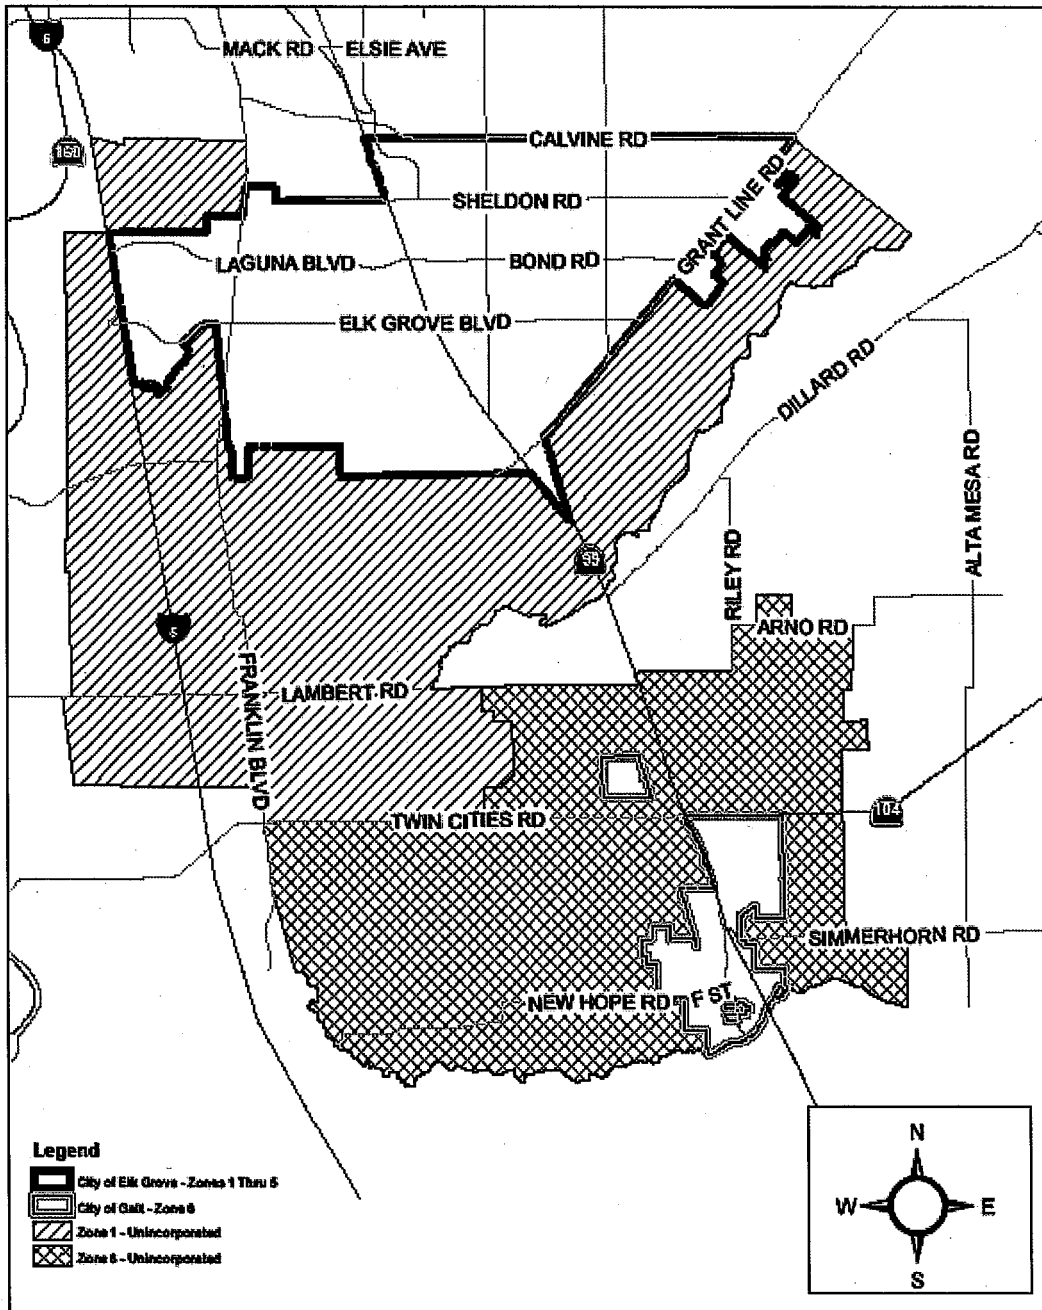 5
MACK RD
ELSIE AVE
160
CALVINE RD
SHELDON RD
GRANT LINE RD
LAGUNA BLVD
BOND RD
ELK GROVE BLVD
DILLARD RD
ALTA MESA RD
99
RILEY RD
5
ARNO RD
FRANKLIN BLVD
LAMBERT RD
104
TWIN CITIES RD
SIMMERHORN RD
NEW HOPE RD
F ST
Legend
City of Elk Grove - Zones 1 Thru 5
City of Galt - Zone 6
Zone 1 - Unincorporated
Zone 6 - Unincorporated
N
W
E
S